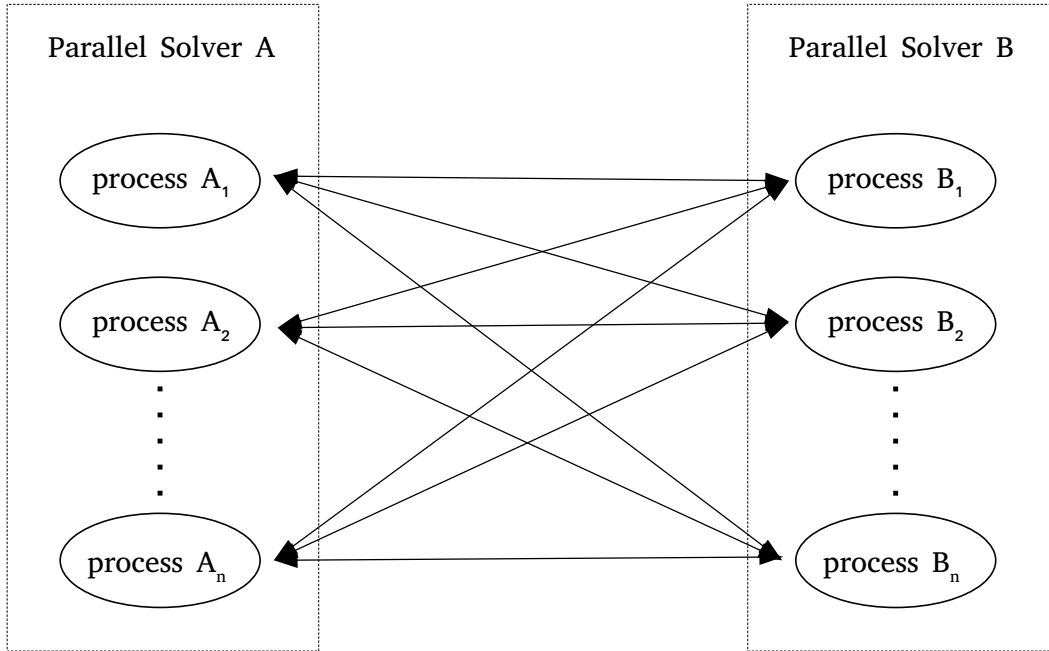 Parallel Solver A
Parallel Solver B
process A₁
process B₁
process A₂
process B₂
process Aₙ
process Bₙ